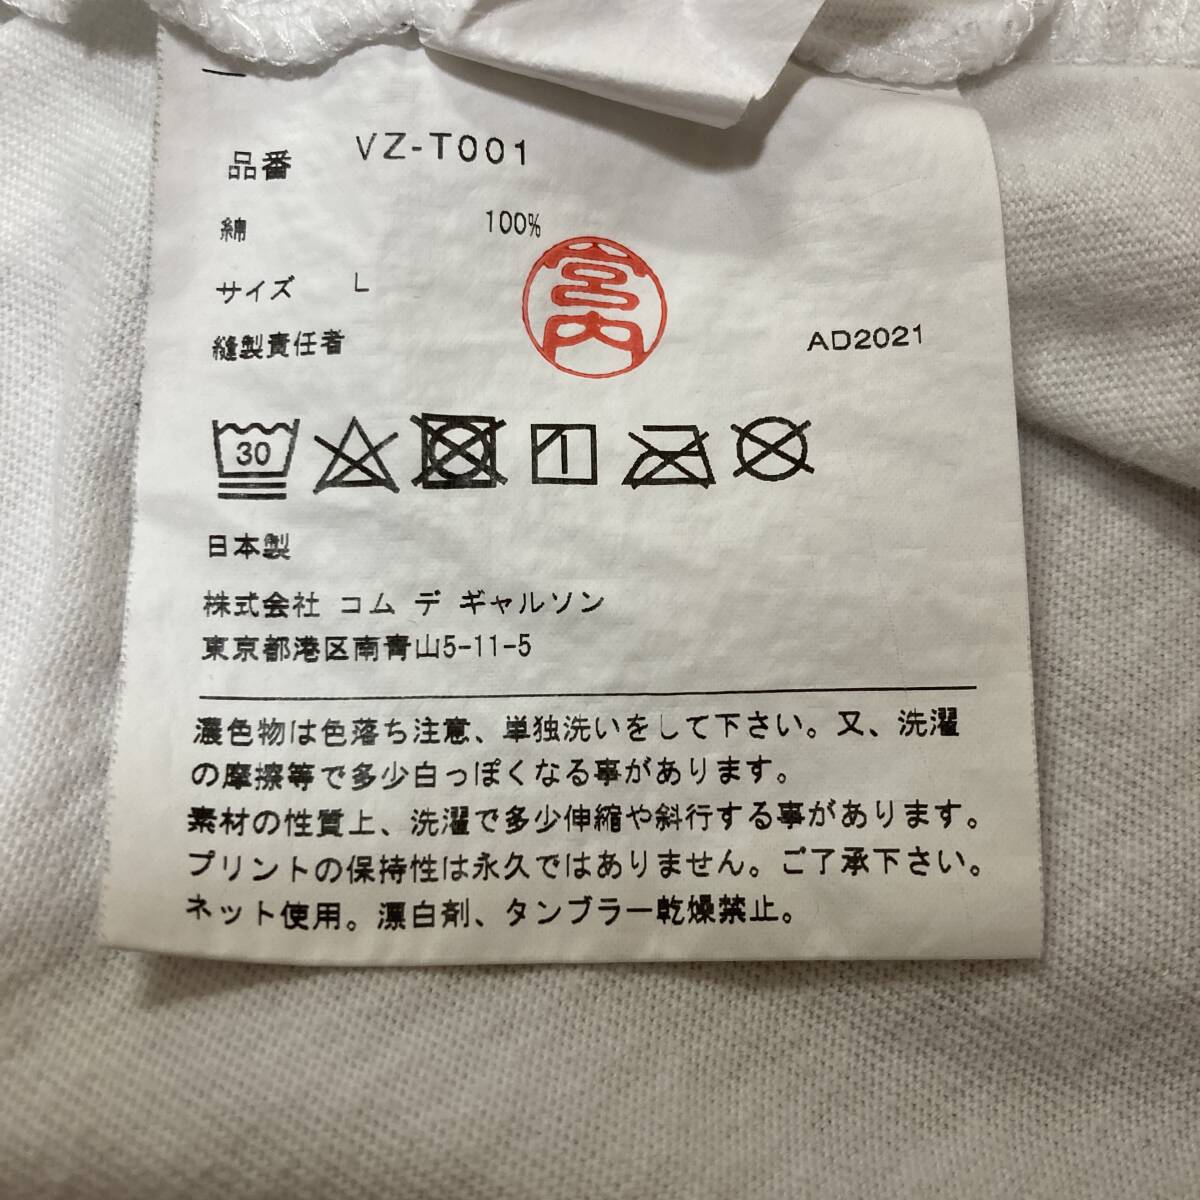 品番 VZ-T001
綿 100%
サイズ L
縫製責任者 宮内 AD2021
30
日本製
株式会社 コム デ ギャルソン
東京都港区南青山5-11-5
濃色物は色落ち注意、単独洗いをして下さい。又、洗濯
の摩擦等で多少白っぽくなる事があります。
素材の性質上、洗濯で多少伸縮や斜行する事があります。
プリントの保持性は永久ではありません。ご了承下さい。
ネット使用。漂白剤、タンブラー乾燥禁止。